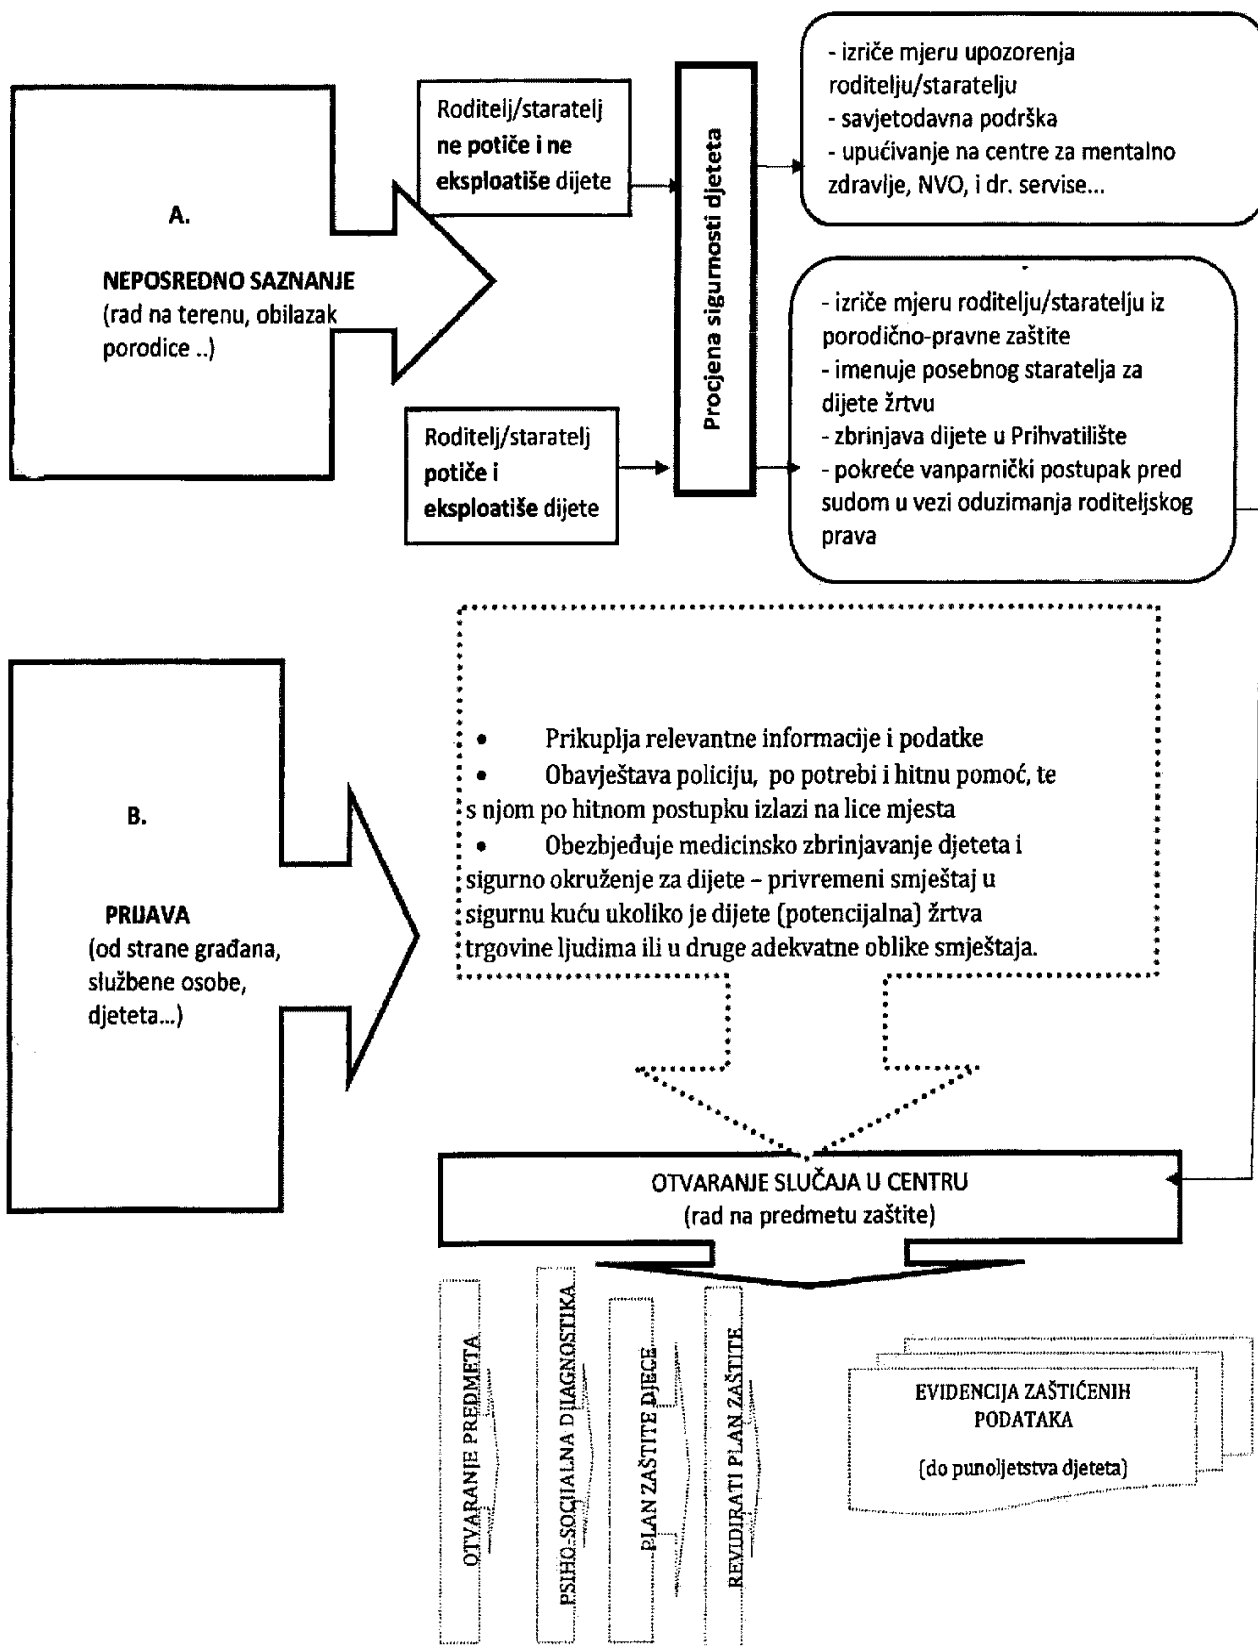 A.
NEPOSREDNO SAZNANJE
(rad na terenu, obilazak
porodice ..)
Roditelj/staratelj
ne potiče i ne
eksploatiše dijete
Roditelj/staratelj
potiče i
eksploatiše dijete
Procjena sigurnosti djeteta
- izriče mjeru upozorenja
roditelju/staratelju
- savjetodavna podrška
- upućivanje na centre za mentalno
zdravlje, NVO, i dr. servise...
- izriče mjeru roditelju/staratelju iz
porodično-pravne zaštite
- imenuje posebnog staratelja za
dijete žrtvu
- zbrinjava dijete u Prihvatilište
- pokreće vanparnički postupak pred
sudom u vezi oduzimanja roditeljskog
prava
B.
PRIJAVA
(od strane građana,
službene osobe,
djeteta...)
• Prikuplja relevantne informacije i podatke
• Obavještava policiju, po potrebi i hitnu pomoć, te
s njom po hitnom postupku izlazi na lice mjesta
• Obezbjeđuje medicinsko zbrinjavanje djeteta i
sigurno okruženje za dijete – privremeni smještaj u
sigurnu kuću ukoliko je dijete (potencijalna) žrtva
trgovine ljudima ili u druge adekvatne oblike smještaja.
OTVARANJE SLUČAJA U CENTRU
(rad na predmetu zaštite)
OTVARANJE PREDMETA
PSIHO-SOCIJALNA DIJAGNOSTIKA
PLAN ZAŠTITE DJECE
REVIDIRATI PLAN ZAŠTITE
EVIDENCIJA ZAŠTIĆENIH
PODATAKA
(do punoljetstva djeteta)